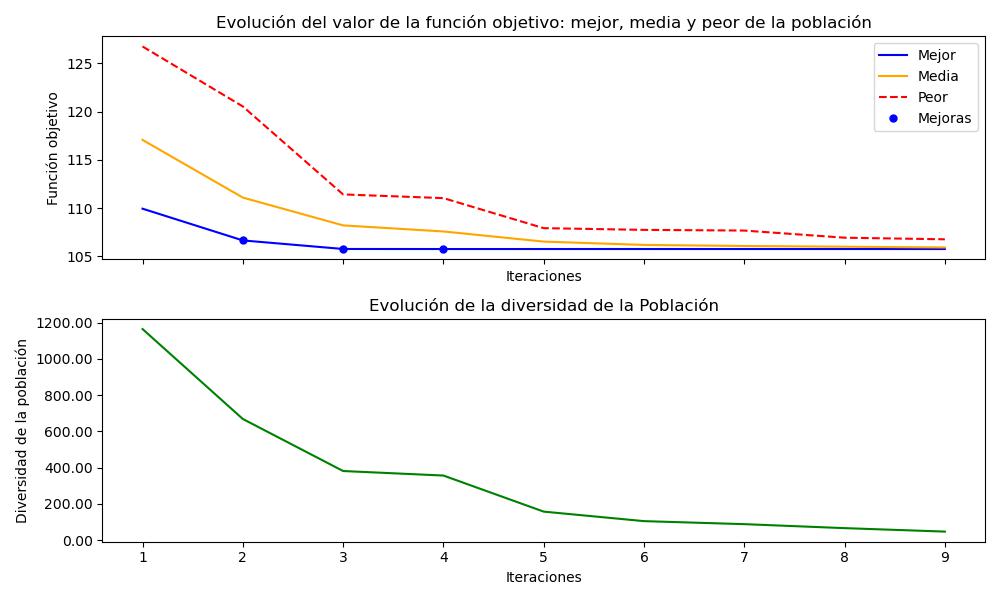 Evolución del valor de la función objetivo: mejor, media y peor de la población
Función objetivo
125
120
115
110
105
Mejor
Media
Peor
Mejoras
Iteraciones
Evolución de la diversidad de la Población
Diversidad de la población
1200.00
1000.00
800.00
600.00
400.00
200.00
0.00
1 2 3 4 5 6 7 8 9
Iteraciones